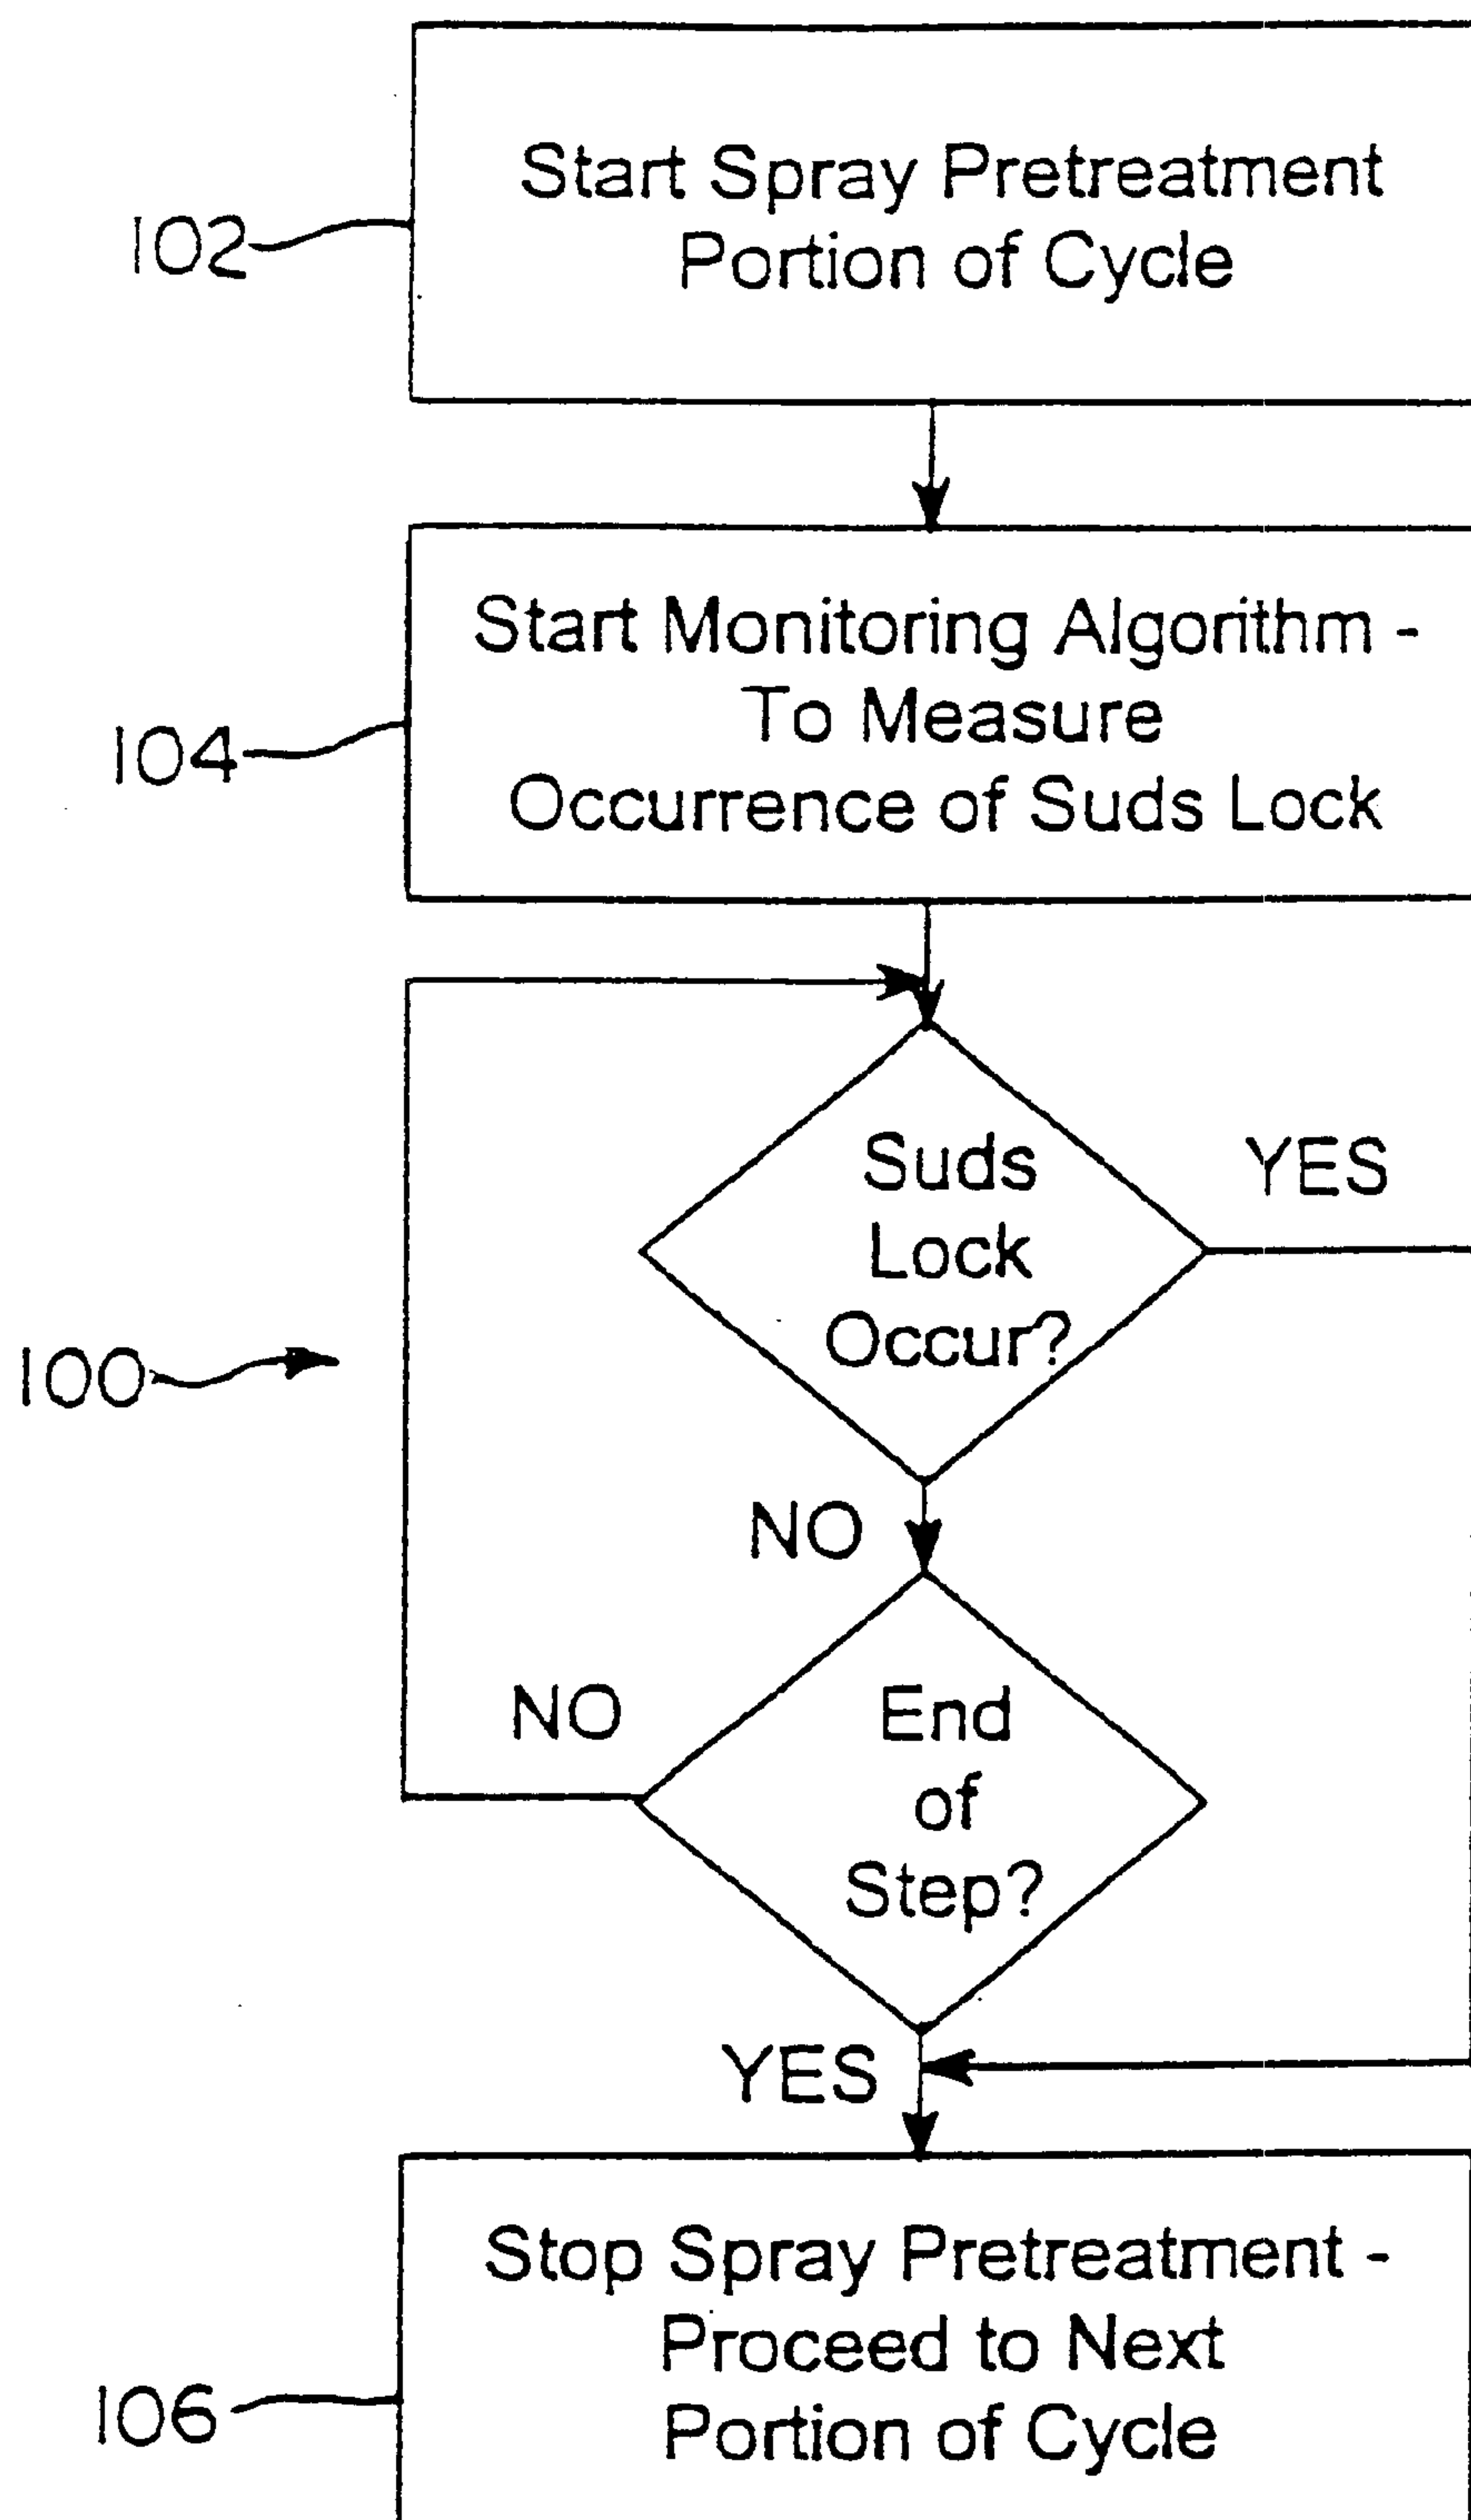 Start Spray Pretreatment
Portion of Cycle
102
Start Monitoring Algorithm -
To Measure
Occurrence of Suds Lock
104
Suds
Lock
Occur?
YES
100
NO
End
of
Step?
NO
YES
Stop Spray Pretreatment -
Proceed to Next
Portion of Cycle
106